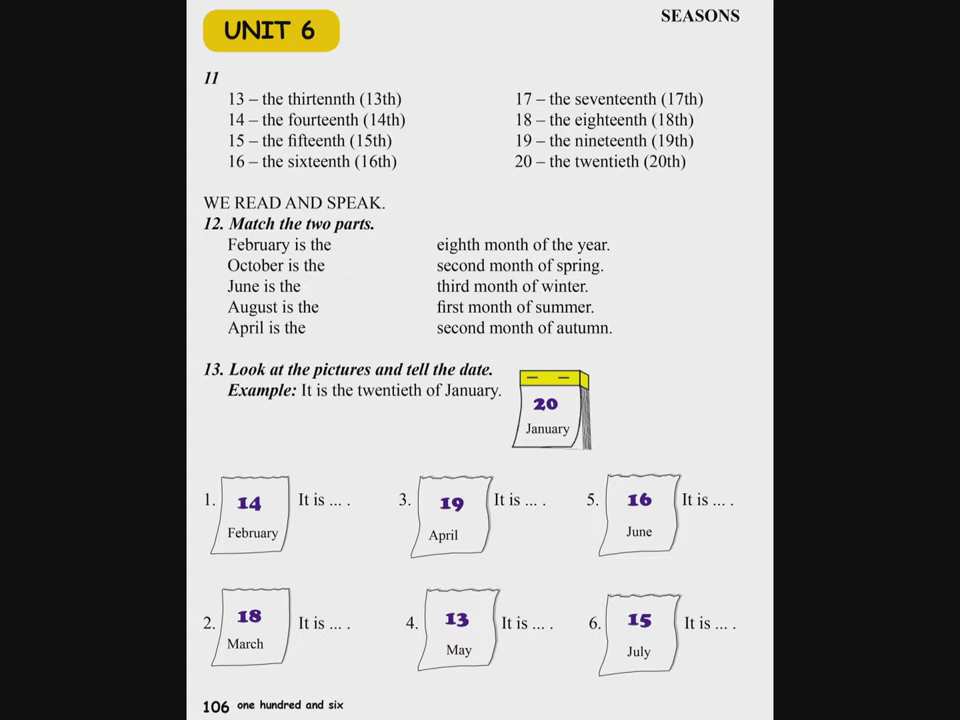 UNIT 6
SEASONS
11
13 – the thirtennth (13th)
14 – the fourteenth (14th)
15 – the fifteenth (15th)
16 – the sixteenth (16th)
17 – the seventeenth (17th)
18 – the eighteenth (18th)
19 – the nineteenth (19th)
20 – the twentieth (20th)
WE READ AND SPEAK.
12. Match the two parts.
February is the
October is the
June is the
August is the
April is the
eighth month of the year.
second month of spring.
third month of winter.
first month of summer.
second month of autumn.
13. Look at the pictures and tell the date.
Example: It is the twentieth of January.
20
January
1. 14 It is ... .
February
3. 19 It is ... .
April
5. 16 It is ... .
June
2. 18 It is ... .
March
4. 13 It is ... .
May
6. 15 It is ... .
July
106 one hundred and six